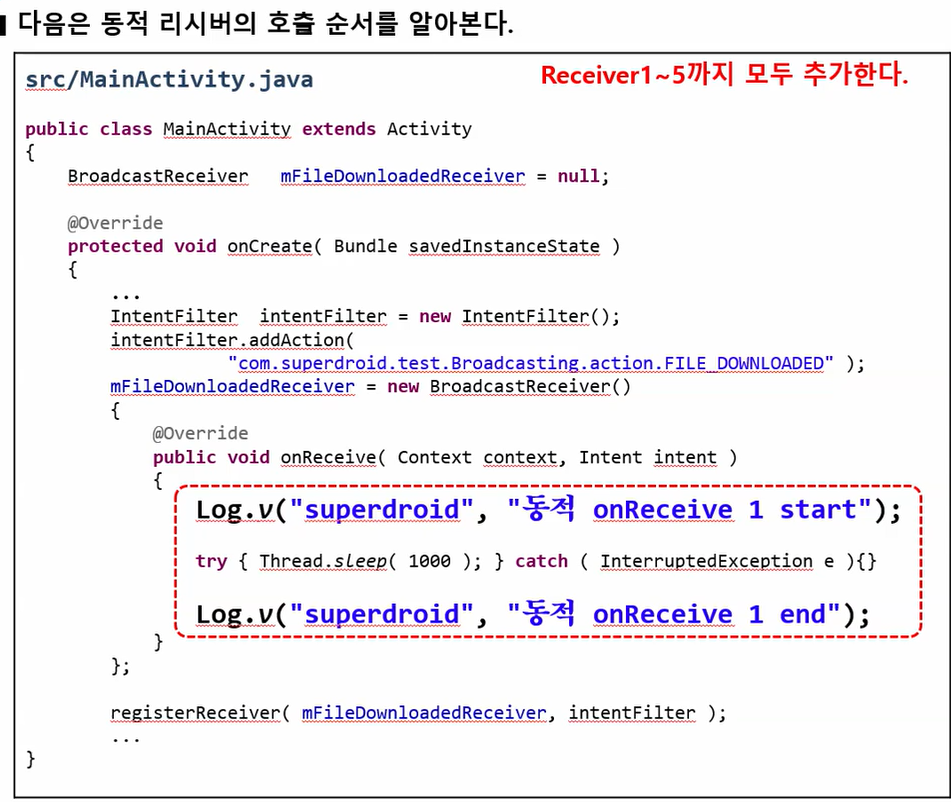 다음은 동적 리시버의 호출 순서를 알아본다.
src/MainActivity.java
Receiver1~5까지 모두 추가한다.
public class MainActivity extends Activity
{
BroadcastReceiver mFileDownloadedReceiver = null;
@Override
protected void onCreate( Bundle savedInstanceState )
{
...
IntentFilter intentFilter = new IntentFilter();
intentFilter.addAction(
"com.superdroid.test.Broadcasting.action.FILE_DOWNLOADED" );
mFileDownloadedReceiver = new BroadcastReceiver()
{
@Override
public void onReceive( Context context, Intent intent )
{
Log.v("superdroid", "동적 onReceive 1 start");
try { Thread.sleep( 1000 ); } catch ( InterruptedException e ){}
Log.v("superdroid", "동적 onReceive 1 end");
}
};
registerReceiver( mFileDownloadedReceiver, intentFilter );
...
}